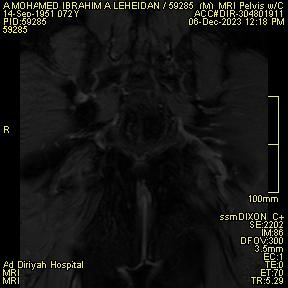 A MOHAMED IBRAHIM A LEHEIDAN / 59285 (M) MRI Pelvis w/C
14-Sep-1951 072Y ACC#DIR-304801911
PID:59285 06-Dec-2023 12:18 PM
59285
R
100mm
ssmDIXON_C+
SE:2202
IM:86
DFOV:300
3.5mm
EC:1
Ad Diriyah Hospital TE:0
MRI ET:70
MRI TR:5.29